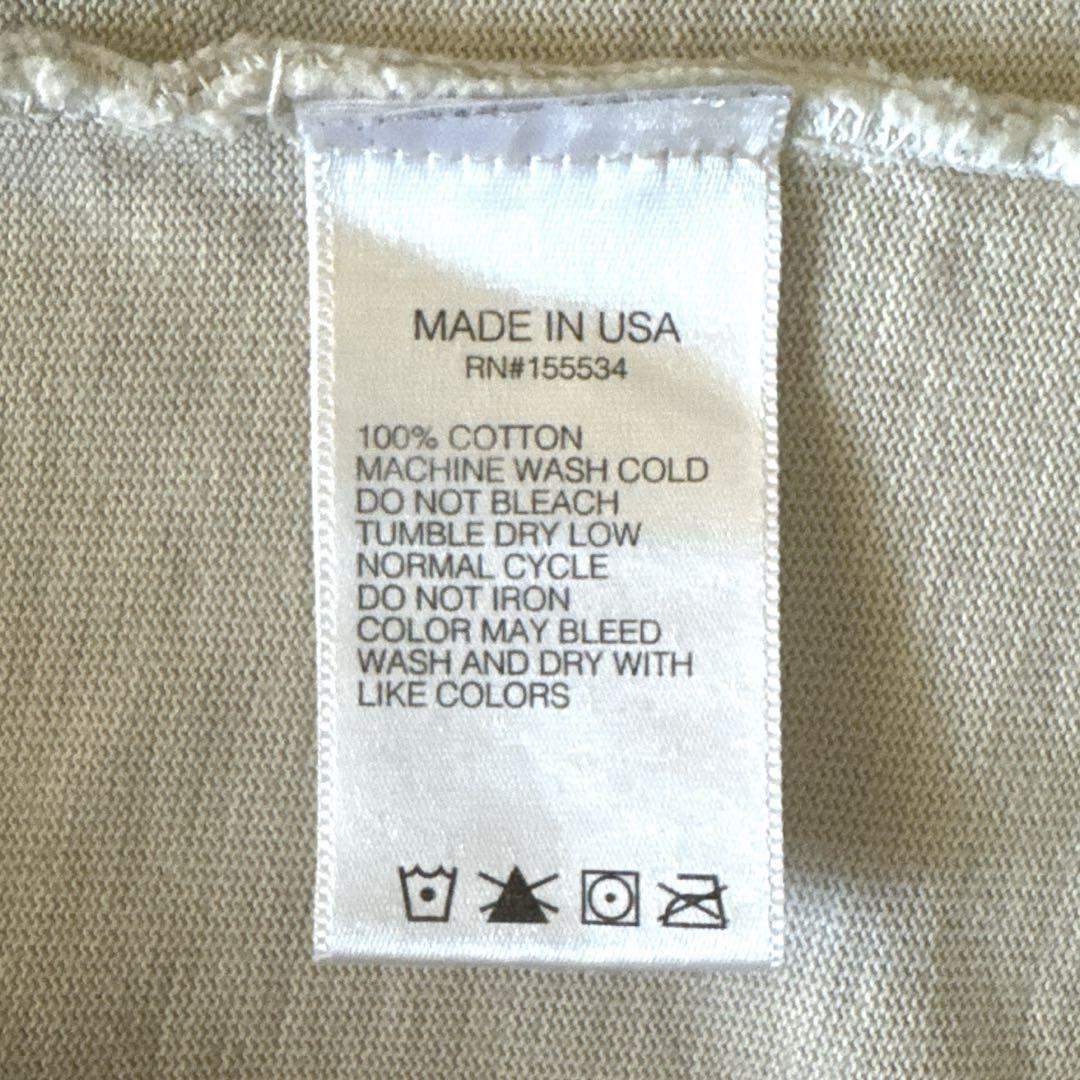 MADE IN USA
RN#155534
100% COTTON
MACHINE WASH COLD
DO NOT BLEACH
TUMBLE DRY LOW
NORMAL CYCLE
DO NOT IRON
COLOR MAY BLEED
WASH AND DRY WITH
LIKE COLORS